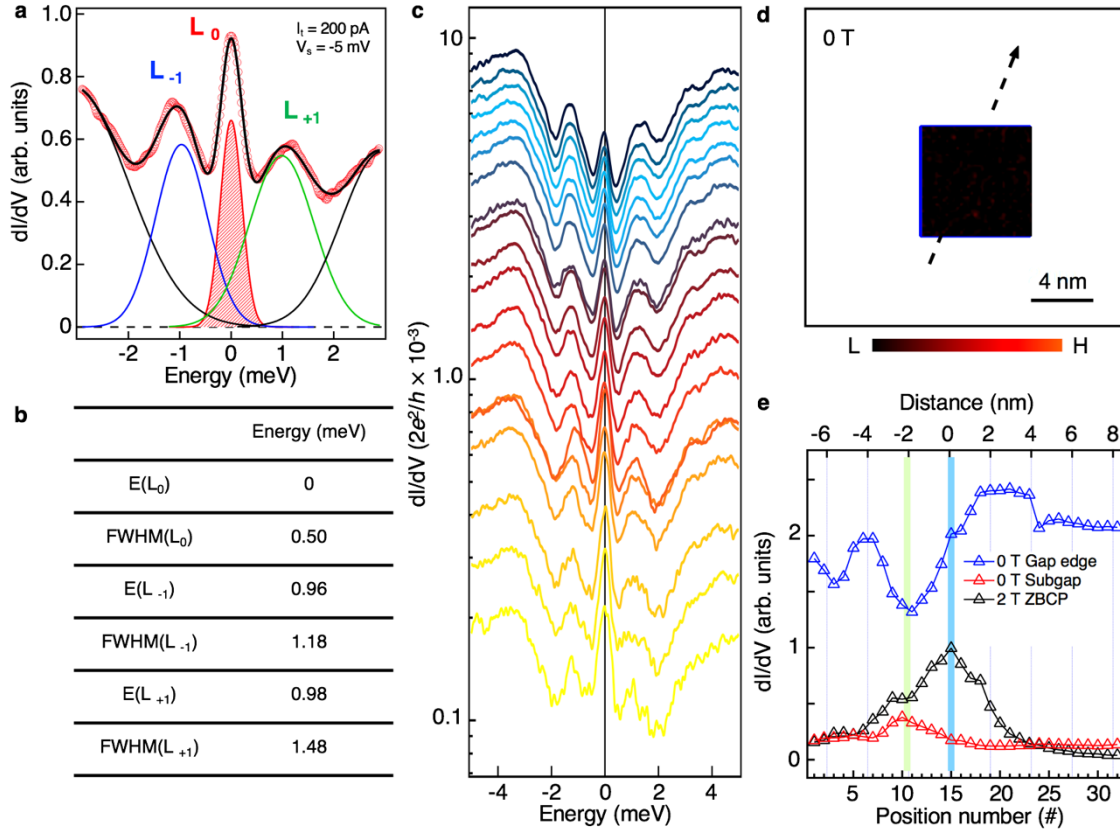 a
L 0
L -1
L +1
It = 200 pA
Vs = -5 mV
dI/dV (arb. units)
1.0
0.8
0.6
0.4
0.2
0
-2 -1 0 1 2
Energy (meV)
b
Energy (meV)
E(L0) 0
FWHM(L0) 0.50
E(L -1) 0.96
FWHM(L -1) 1.18
E(L +1) 0.98
FWHM(L +1) 1.48
c
dI/dV (2e²/h × 10⁻³)
10
1.0
0.1
-4 -2 0 2 4
Energy (meV)
d
0 T
4 nm
L H
e
Distance (nm)
-6 -4 -2 0 2 4 6 8
dI/dV (arb. units)
2
1
0
0 T Gap edge
0 T Subgap
2 T ZBCP
5 10 15 20 25 30
Position number (#)